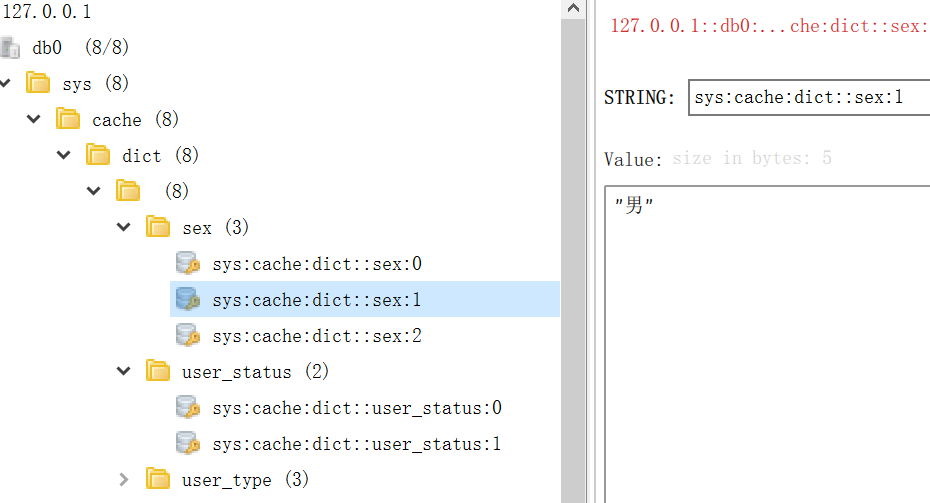 127.0.0.1
db0 (8/8)
sys (8)
cache (8)
dict (8)
(8)
sex (3)
sys:cache:dict::sex:0
sys:cache:dict::sex:1
sys:cache:dict::sex:2
user_status (2)
sys:cache:dict::user_status:0
sys:cache:dict::user_status:1
user_type (3)
127.0.0.1::db0:...che:dict::sex:
STRING: sys:cache:dict::sex:1
Value: size in bytes: 5
"男"